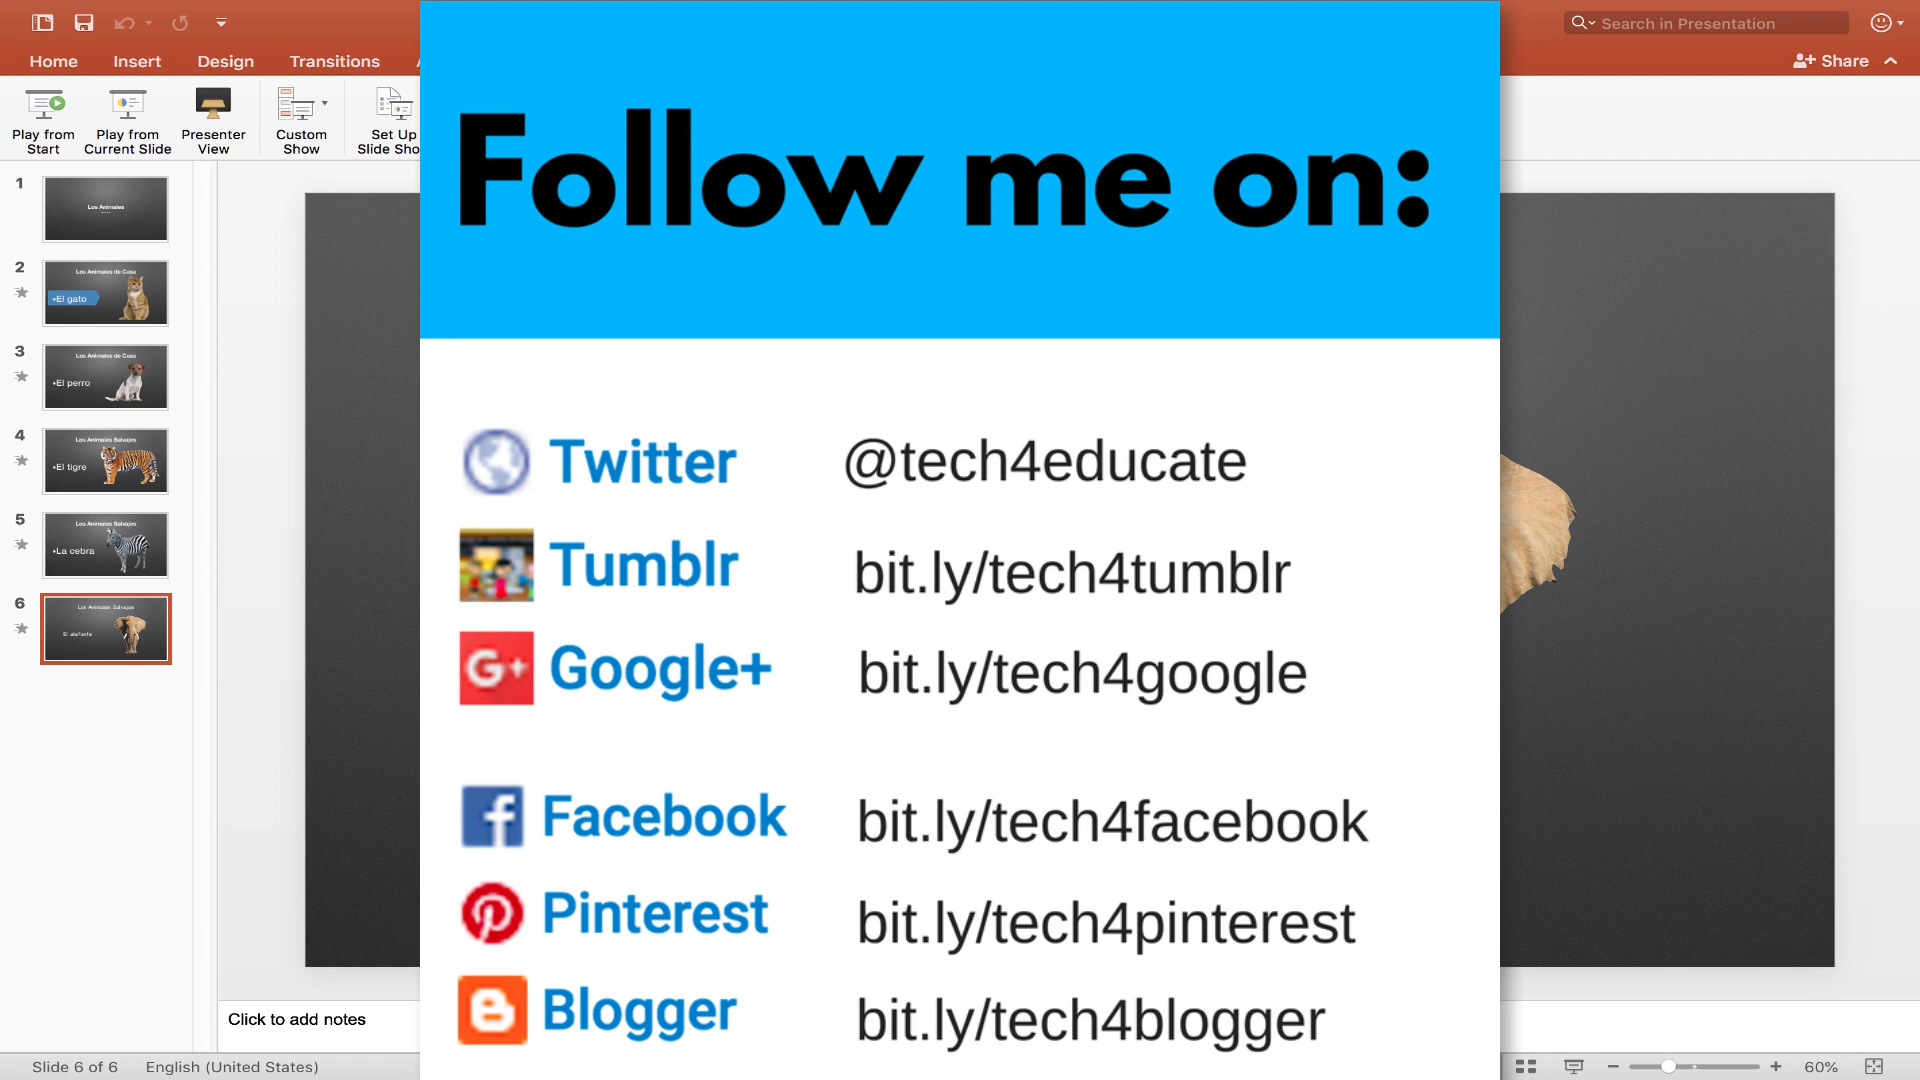 Search in Presentation
Home Insert Design Transitions
Share
Play from Start
Play from Current Slide
Presenter View
Custom Show
Set Up
Slide Sho
1
Los Animales
2
Los Animales de Casa
•El gato
3
Los Animales de Casa
•El perro
4
Los Animales Salvajes
•El tigre
5
Los Animales Salvajes
•La cebra
6
Los Animales Salvajes
El elefante
Follow me on:
Twitter @tech4educate
Tumblr bit.ly/tech4tumblr
G+ Google+ bit.ly/tech4google
f Facebook bit.ly/tech4facebook
Pinterest bit.ly/tech4pinterest
Blogger bit.ly/tech4blogger
Click to add notes
Slide 6 of 6 English (United States) 60%